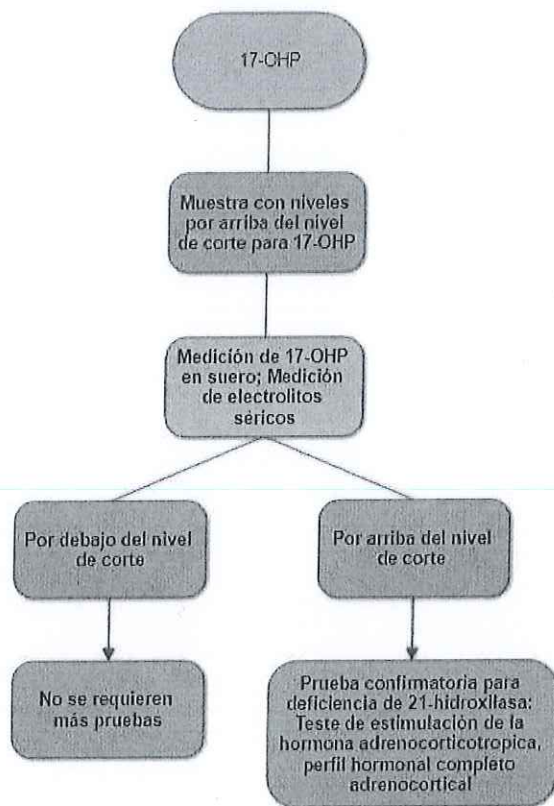 17-OHP
Muestra con niveles
por arriba del nivel
de corte para 17-OHP
Medición de 17-OHP
en suero; Medición
de electrolitos
séricos
Por debajo del nivel
de corte
Por arriba del nivel
de corte
No se requieren
más pruebas
Prueba confirmatoria para
deficiencia de 21-hidroxilasa:
Teste de estimulación de la
hormona adrenocorticotropica,
perfil hormonal completo
adrenocortical